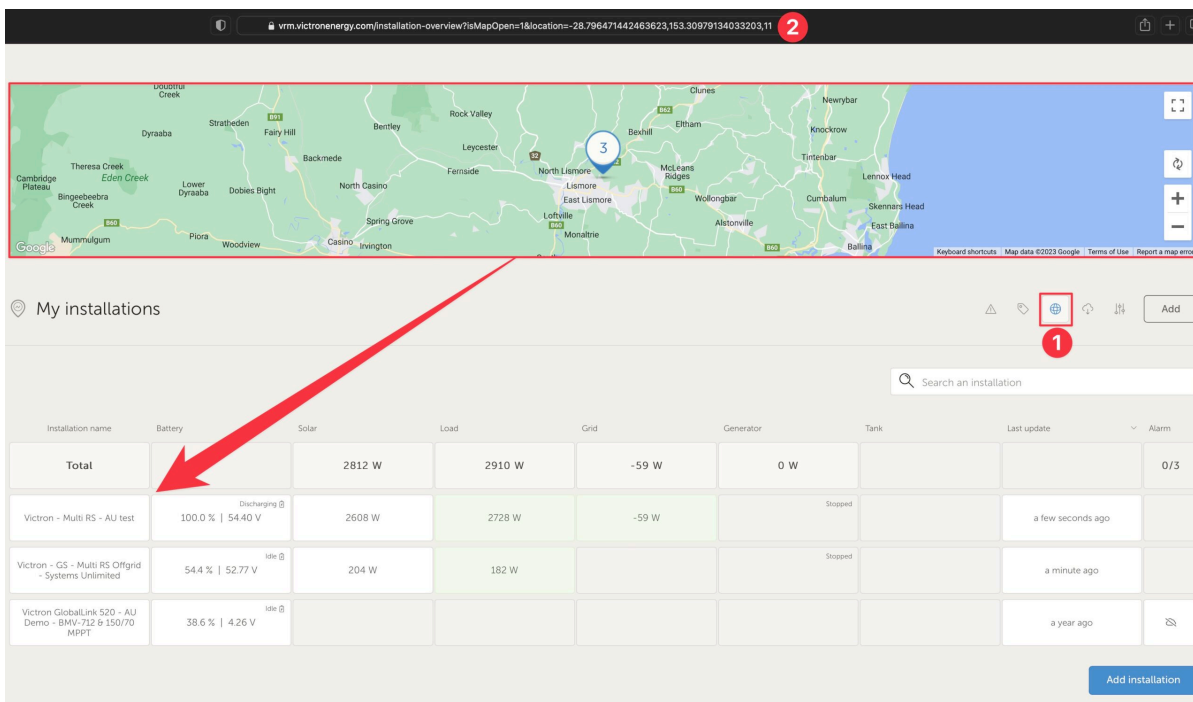 vrm.victronenergy.com/installation-overview?isMapOpen=1&location=-28.796471442463623,153.30979134033203,11
2
Doubtful
Creek
Clunes
B62
Newrybar
Rock Valley
B91
Stratheden
Fairy Hill
Bentley
Eltham
Bexhill
Knockrow
Dyraaba
Leycester
3
32
Backmede
Tintenbar
Theresa Creek
Eden Creek
Fernside
North Lismore
McLeans
Ridges
Lennox Head
Cambridge
Plateau
Lower
Dyraaba
Dobies Bight
North Casino
Lismore
B60
Bingeebeebra
Creek
East Lismore
Wollongbar
Cumbalum
Skennars Head
Loftville
B60
B60
Spring Grove
Alstonville
East Ballina
Monaltrie
Piora
Mummulgum
Woodview
Casino
Irvington
B60
Ballina
Google
Keyboard shortcuts
Map data ©2023 Google
Terms of Use
Report a map error
My installations
Add
1
Search an installation
Installation name Battery Solar Load Grid Generator Tank Last update Alarm
Total 2812 W 2910 W -59 W 0 W 0/3
Discharging Stopped
Victron - Multi RS - AU test 100.0 % | 54.40 V 2608 W 2728 W -59 W a few seconds ago
Idle Stopped
Victron - GS - Multi RS Offgrid
- Systems Unlimited
54.4 % | 52.77 V 204 W 182 W a minute ago
Idle
Victron GlobalLink 520 - AU
Demo - BMV-712 & 150/70
MPPT
38.6 % | 4.26 V a year ago
Add installation